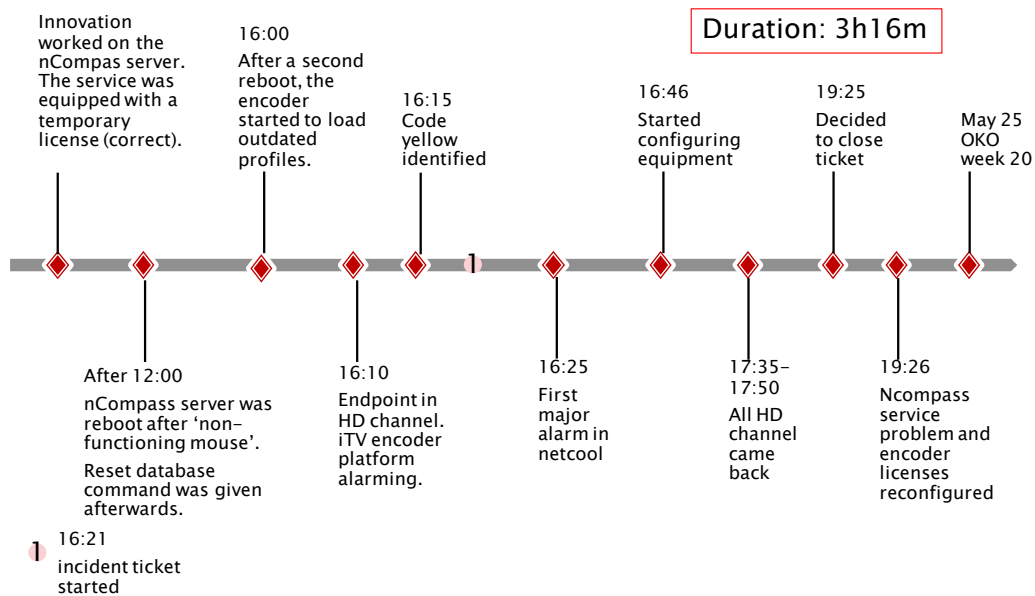 Innovation
worked on the
nCompas server.
The service was
equipped with a
temporary
license (correct).
16:00
After a second
reboot, the
encoder
started to load
outdated
profiles.
16:15
Code
yellow
identified
Duration: 3h16m
16:46
Started
configuring
equipment
19:25
Decided
to close
ticket
May 25
OKO
week 20
1
After 12:00
nCompass server was
reboot after ‘non-
functioning mouse’.
Reset database
command was given
afterwards.
16:10
Endpoint in
HD channel.
iTV encoder
platform
alarming.
16:25
First
major
alarm in
netcool
17:35–
17:50
All HD
channel
came
back
19:26
Ncompass
service
problem and
encoder
licenses
reconfigured
1
16:21
incident ticket
started